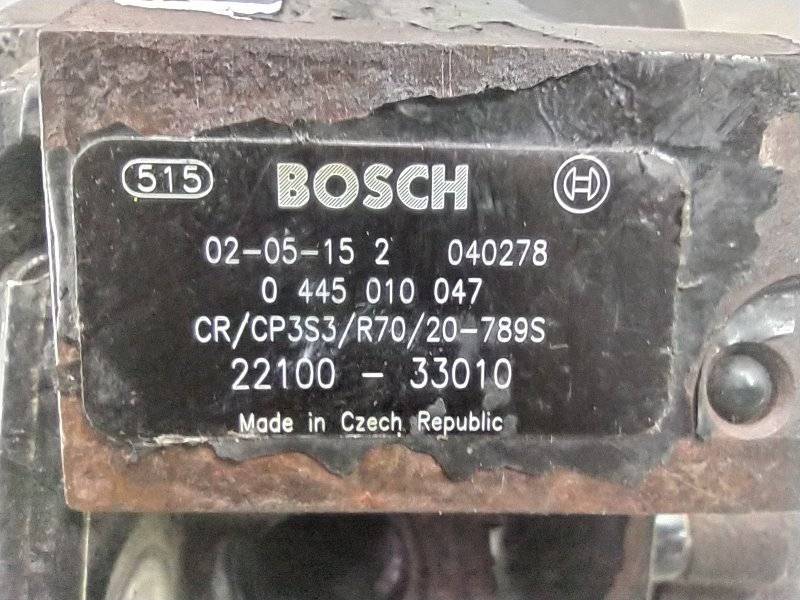 515 BOSCH
02-05-15 2 040278
0 445 010 047
CR/CP3S3/R70/20-789S
22100 - 33010
Made in Czech Republic